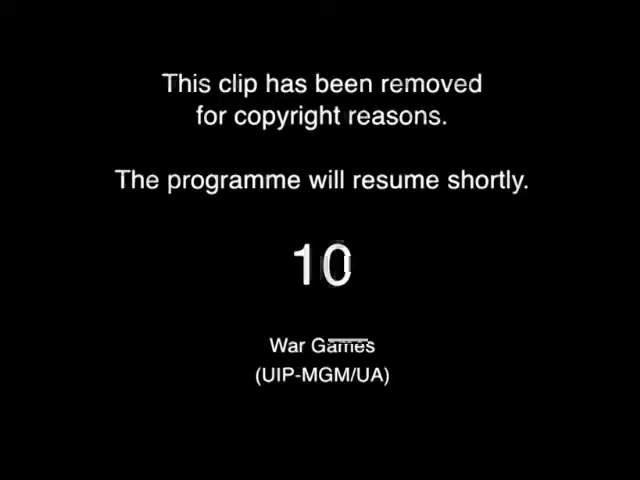 This clip has been removed
for copyright reasons.
The programme will resume shortly.
10
War Games
(UIP-MGM/UA)